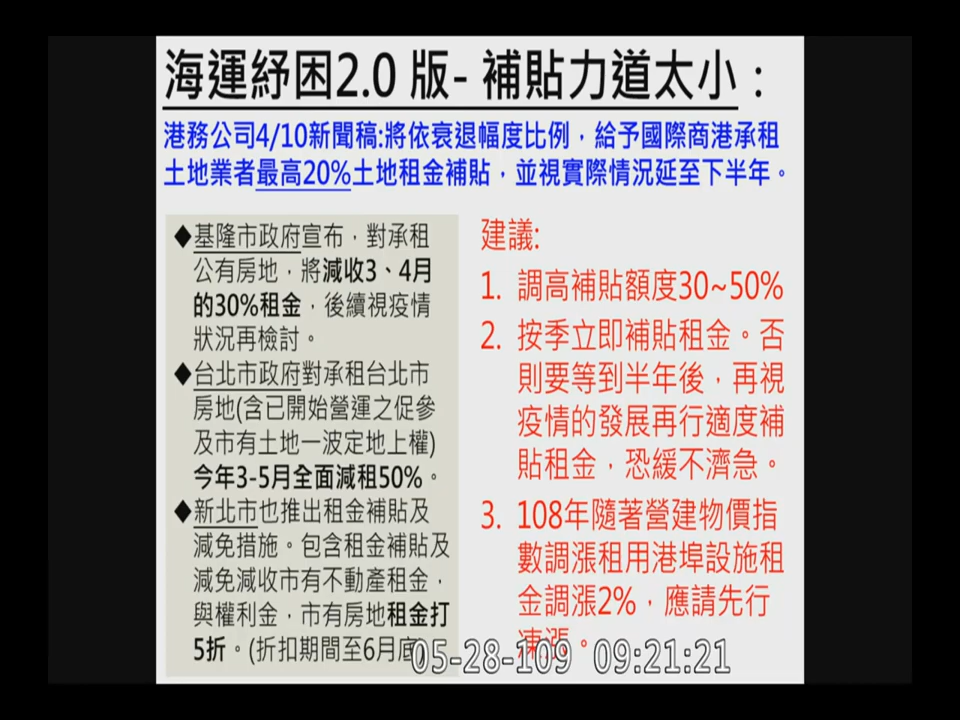 海運紓困2.0 版- 補貼力道太小：
港務公司4/10新聞稿:將依衰退幅度比例，給予國際商港承租
土地業者最高20%土地租金補貼，並視實際情況延至下半年。
◆基隆市政府宣布，對承租
公有房地，將減收3、4月
的30%租金，後續視疫情
狀況再檢討。
◆台北市政府對承租台北市
房地(含已開始營運之促參
及市有土地一波定地上權)
今年3-5月全面減租50%。
◆新北市也推出租金補貼及
減免措施。包含租金補貼及
減免減收市有不動產租金，
與權利金，市有房地租金打
5折。(折扣期間至6月底
建議:
1. 調高補貼額度30~50%
2. 按季立即補貼租金。否
則要等到半年後，再視
疫情的發展再行適度補
貼租金，恐緩不濟急。
3. 108年隨著營建物價指
數調漲租用港埠設施租
金調漲2%，應請先行
凍漲。
05-28-109 09:21:21